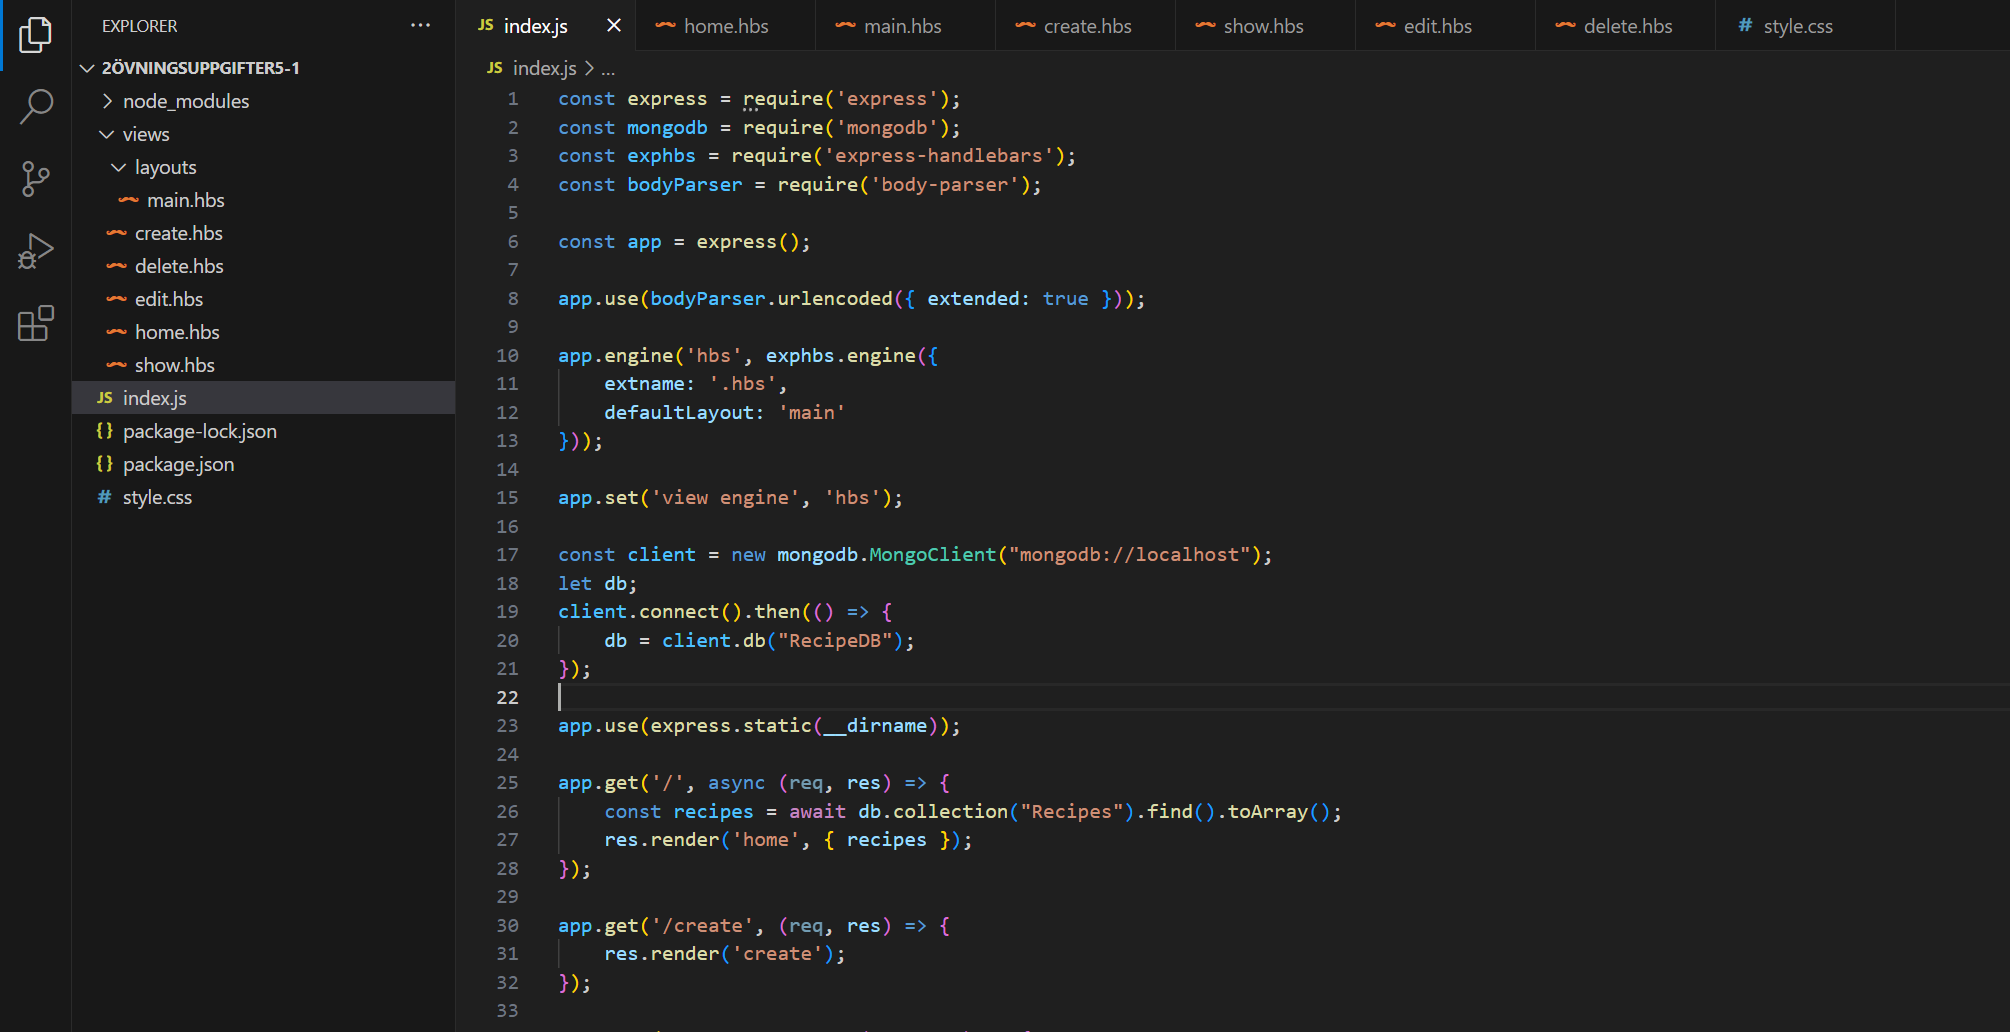 EXPLORER
2ÖVNINGSUPPGIFTER5-1
node_modules
views
layouts
main.hbs
create.hbs
delete.hbs
edit.hbs
home.hbs
show.hbs
JS index.js
{} package-lock.json
{} package.json
# style.css
JS index.js
home.hbs
main.hbs
create.hbs
show.hbs
edit.hbs
delete.hbs
# style.css
JS index.js > ...
1 const express = require('express');
2 const mongodb = require('mongodb');
3 const exphbs = require('express-handlebars');
4 const bodyParser = require('body-parser');
5
6 const app = express();
7
8 app.use(bodyParser.urlencoded({ extended: true }));
9
10 app.engine('hbs', exphbs.engine({
11     extname: '.hbs',
12     defaultLayout: 'main'
13 }));
14
15 app.set('view engine', 'hbs');
16
17 const client = new mongodb.MongoClient("mongodb://localhost");
18 let db;
19 client.connect().then(() => {
20     db = client.db("RecipeDB");
21 });
22
23 app.use(express.static(__dirname));
24
25 app.get('/', async (req, res) => {
26     const recipes = await db.collection("Recipes").find().toArray();
27     res.render('home', { recipes });
28 });
29
30 app.get('/create', (req, res) => {
31     res.render('create');
32 });
33